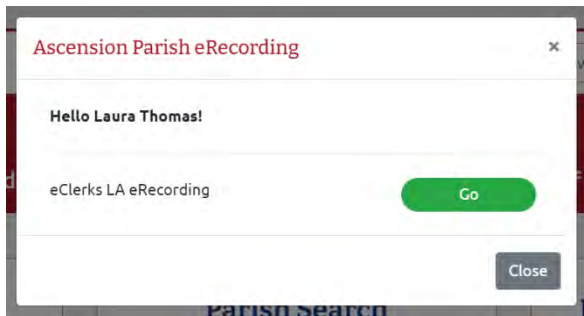 Ascension Parish eRecording
×
Hello Laura Thomas!
eClerks LA eRecording
Go
Close
Parish Search